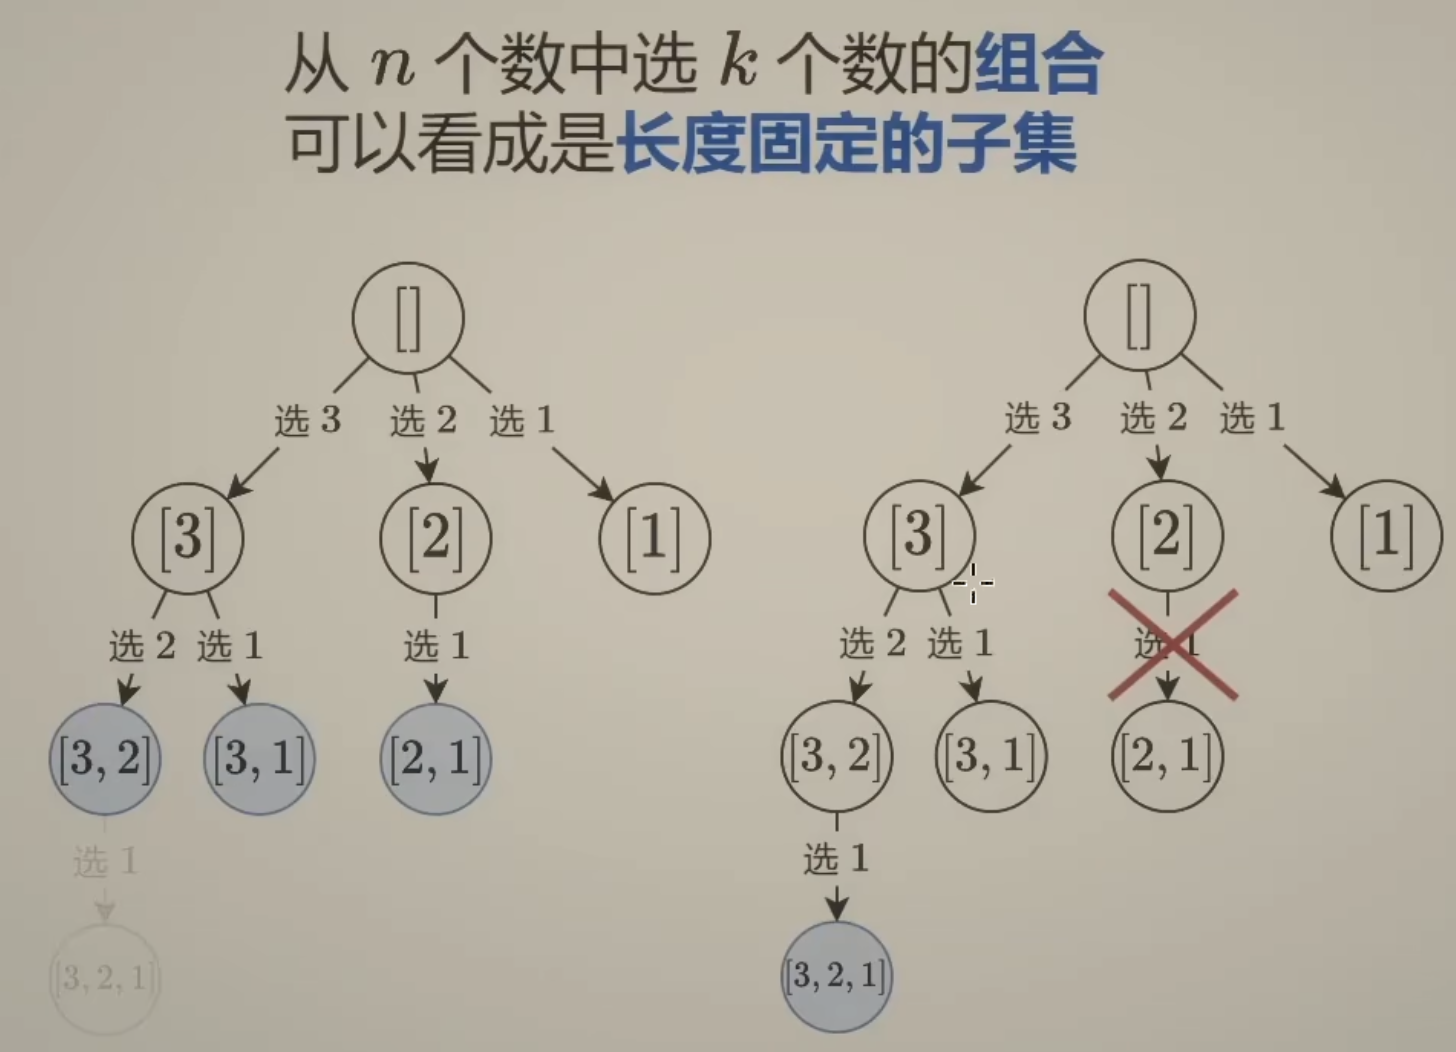 从 n 个数中选 k 个数的组合
可以看成是长度固定的子集
[] []
选 3 选 2 选 1 选 3 选 2 选 1
[3] [2] [1] [3] [2] [1]
选 2 选 1 选 1 选 2 选 1 选 1
[3, 2] [3, 1] [2, 1] [3, 2] [3, 1] [2, 1]
选 1 选 1
[3, 2, 1] [3, 2, 1]